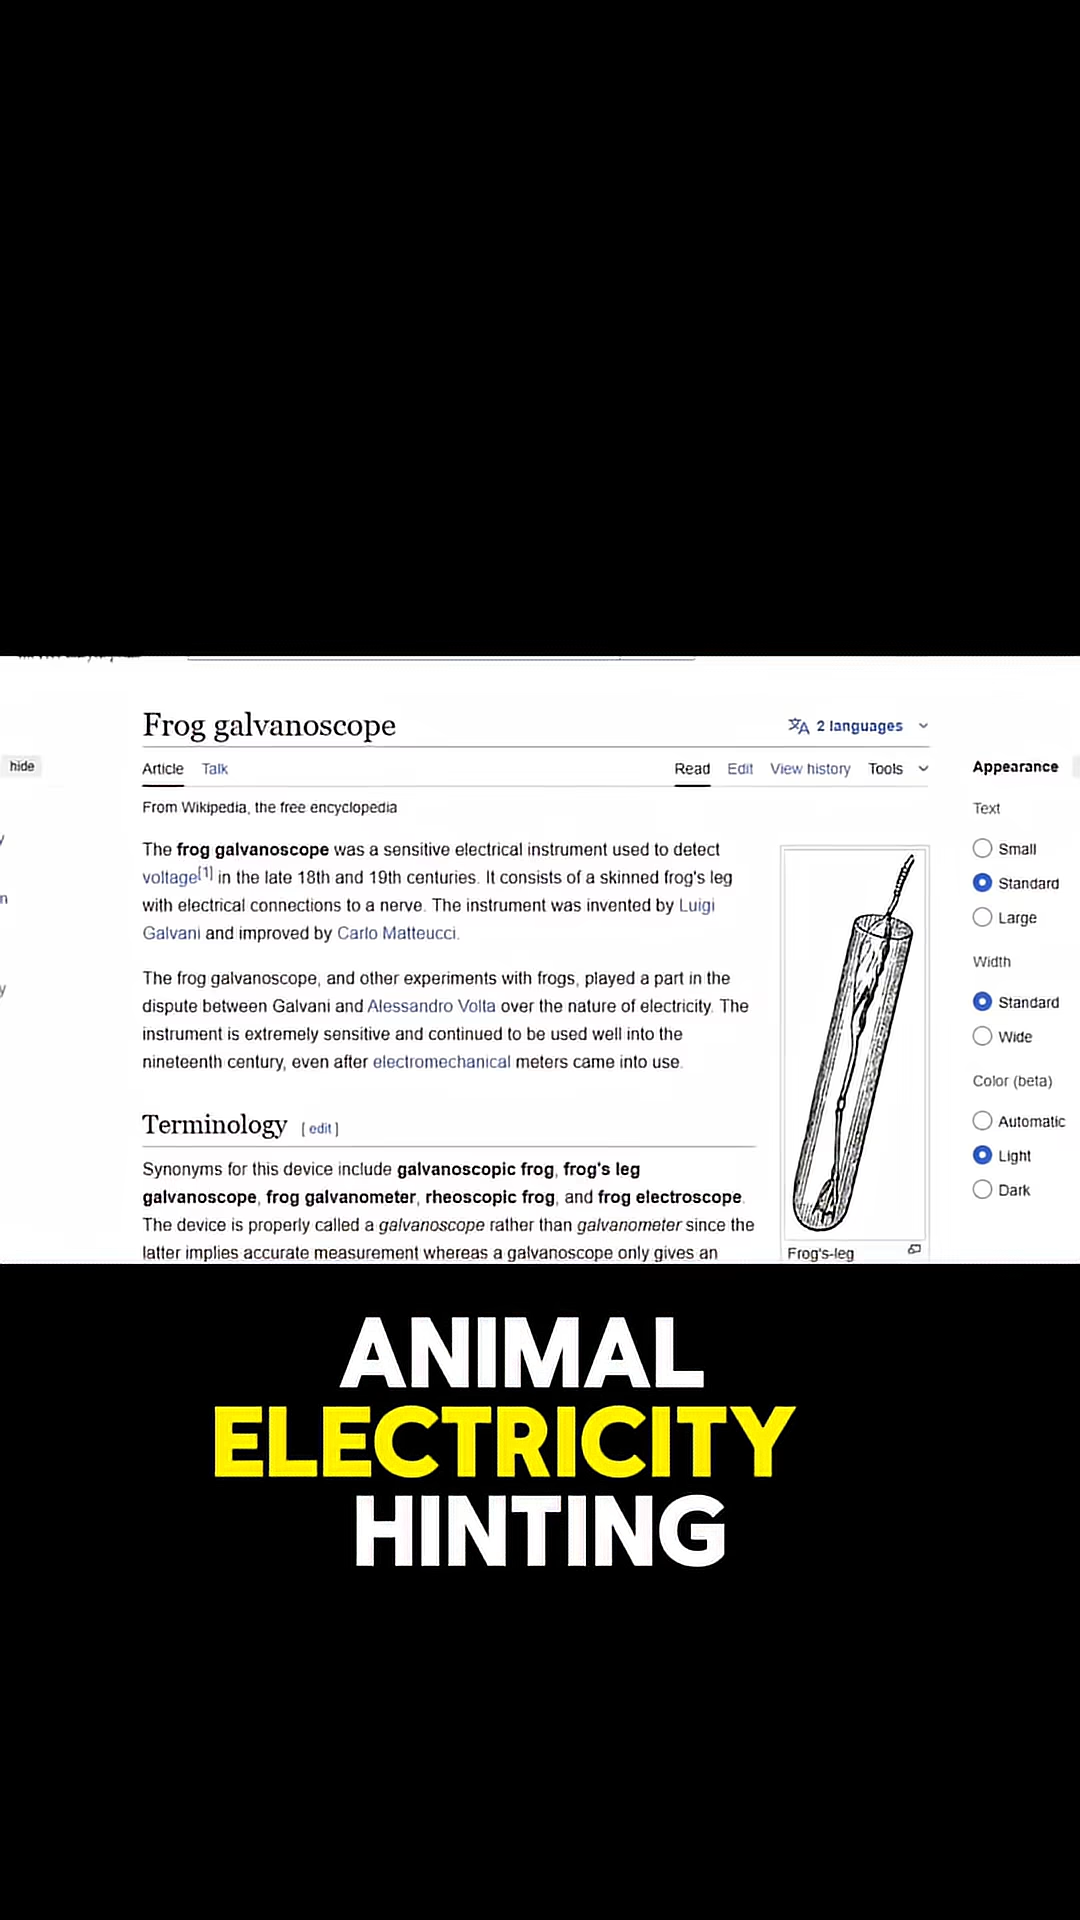 Frog galvanoscope
2 languages
hide
Article Talk
Read Edit View history Tools
Appearance
From Wikipedia, the free encyclopedia
Text
The frog galvanoscope was a sensitive electrical instrument used to detect
voltage[1] in the late 18th and 19th centuries. It consists of a skinned frog's leg
with electrical connections to a nerve. The instrument was invented by Luigi
Galvani and improved by Carlo Matteucci.
The frog galvanoscope, and other experiments with frogs, played a part in the
dispute between Galvani and Alessandro Volta over the nature of electricity. The
instrument is extremely sensitive and continued to be used well into the
nineteenth century, even after electromechanical meters came into use.
Terminology [ edit ]
Synonyms for this device include galvanoscopic frog, frog's leg
galvanoscope, frog galvanometer, rheoscopic frog, and frog electroscope.
The device is properly called a galvanoscope rather than galvanometer since the
latter implies accurate measurement whereas a galvanoscope only gives an
Frog's-leg
Small
Standard
Large
Width
Standard
Wide
Color (beta)
Automatic
Light
Dark
ANIMAL
ELECTRICITY
HINTING